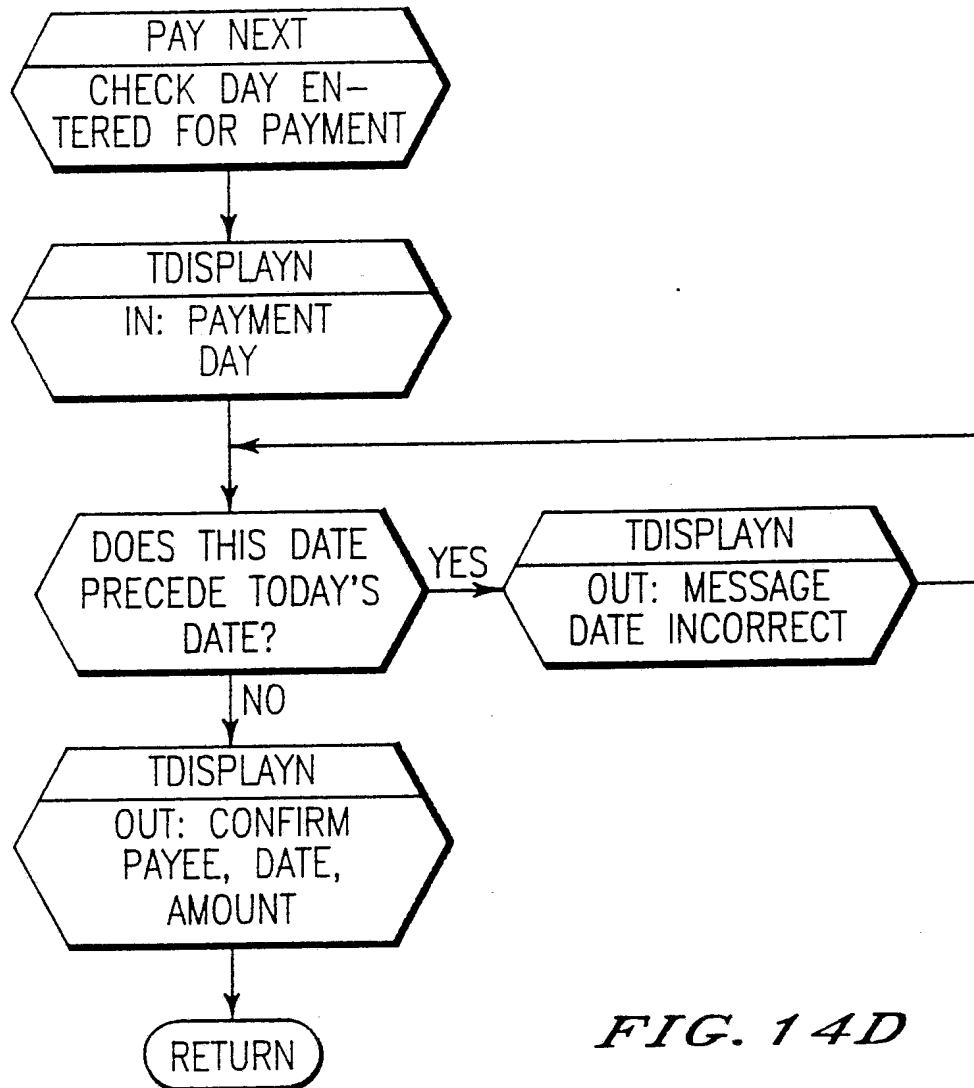 PAY NEXT
CHECK DAY EN-
TERED FOR PAYMENT
TDISPLAYN
IN: PAYMENT
DAY
DOES THIS DATE
PRECEDE TODAY'S
DATE?
YES
TDISPLAYN
OUT: MESSAGE
DATE INCORRECT
NO
TDISPLAYN
OUT: CONFIRM
PAYEE, DATE,
AMOUNT
RETURN
FIG. 14D